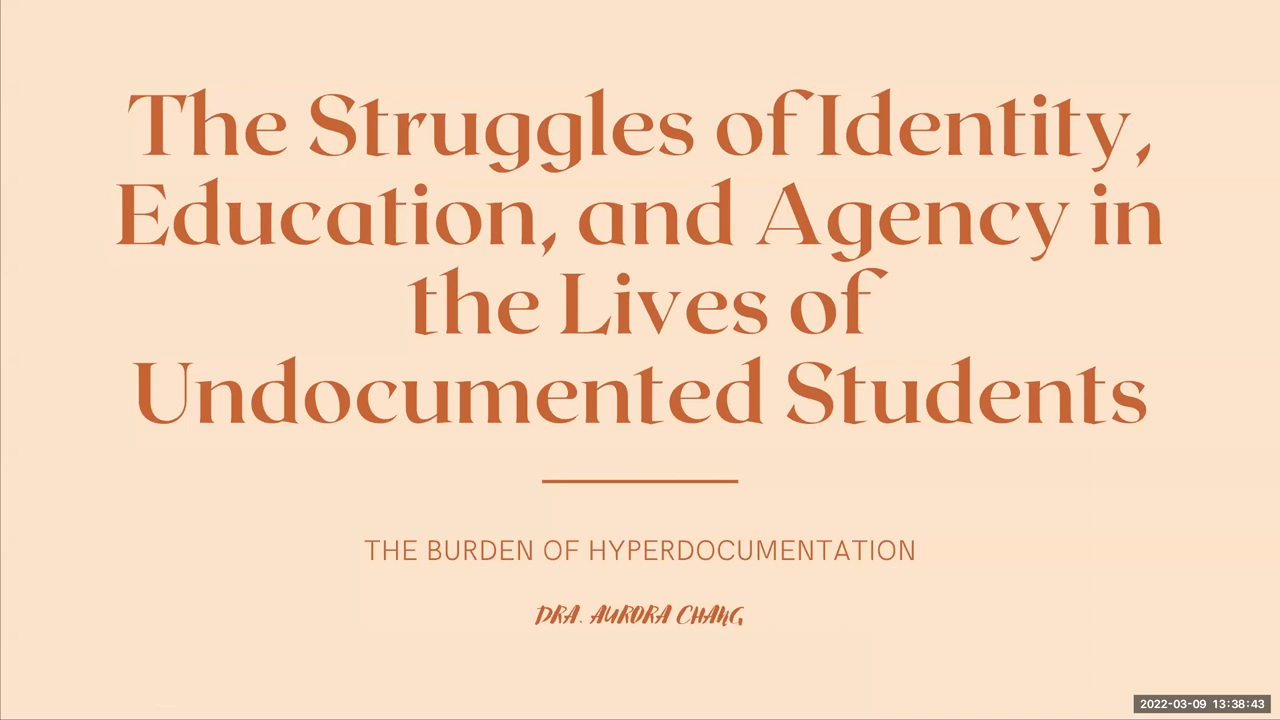 The Struggles of Identity,
Education, and Agency in
the Lives of
Undocumented Students
THE BURDEN OF HYPERDOCUMENTATION
DRA. AURORA CHANG
2022-03-09 13:38:43